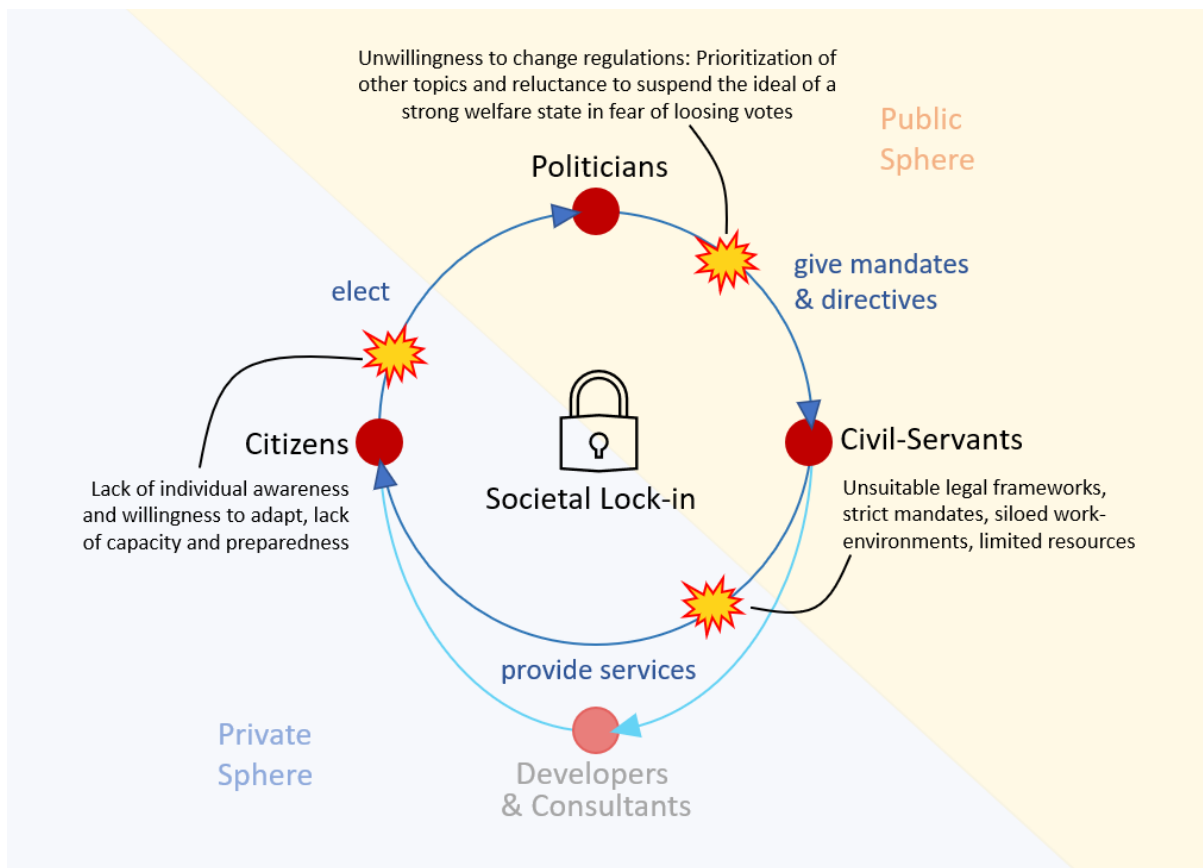 Unwillingness to change regulations: Prioritization of
other topics and reluctance to suspend the ideal of a
strong welfare state in fear of loosing votes
Public
Sphere
Politicians
give mandates
& directives
elect
Citizens
Civil-Servants
Societal Lock-in
Lack of individual awareness
and willingness to adapt, lack
of capacity and preparedness
Unsuitable legal frameworks,
strict mandates, siloed work-
environments, limited resources
provide services
Private
Sphere
Developers
& Consultants